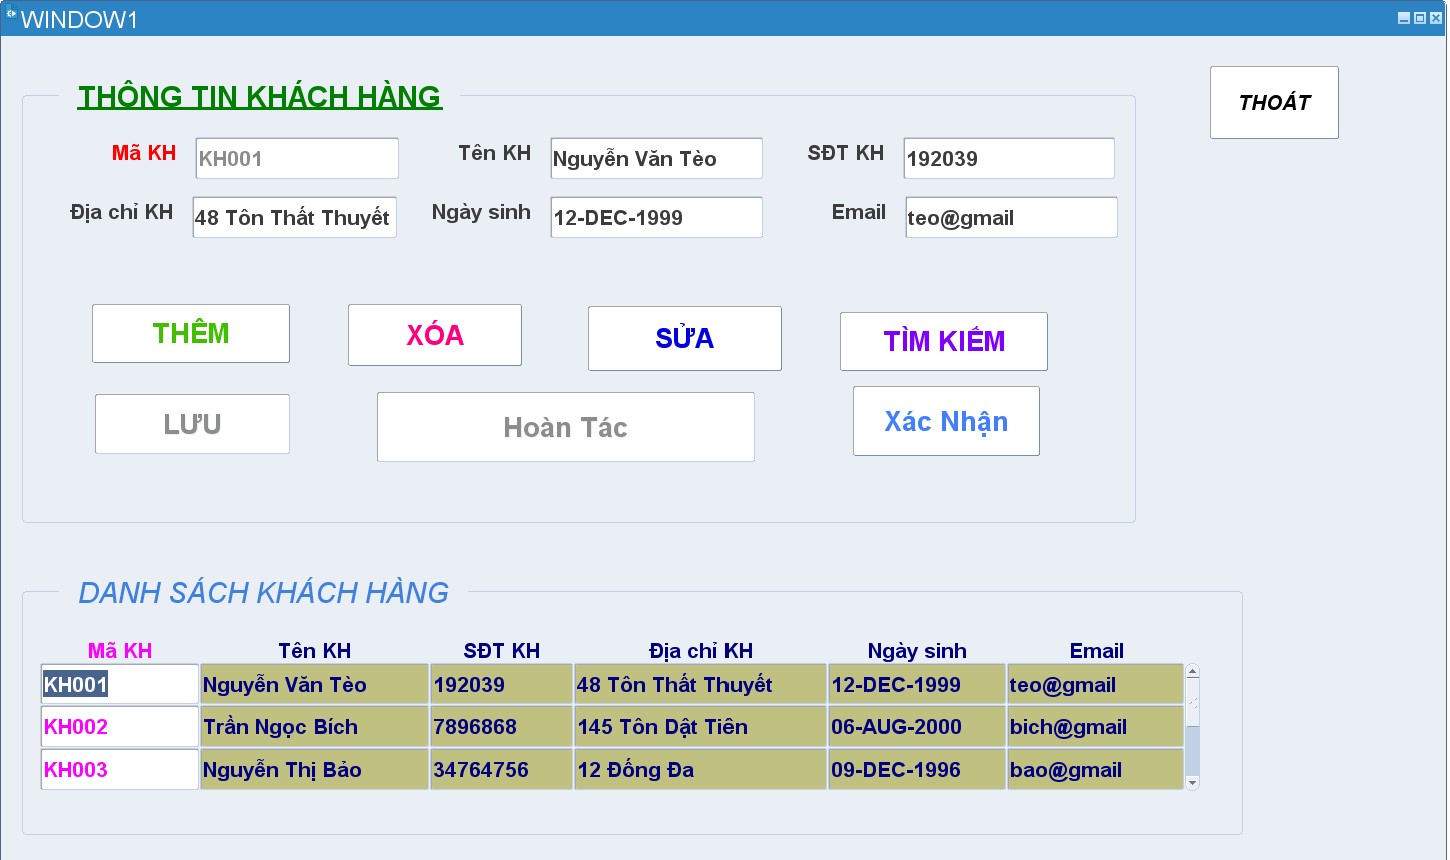 WINDOW1
THÔNG TIN KHÁCH HÀNG
THOÁT
Mã KH KH001 Tên KH Nguyễn Văn Tèo SĐT KH 192039
Địa chỉ KH 48 Tôn Thất Thuyết Ngày sinh 12-DEC-1999 Email teo@gmail
THÊM XÓA SỬA TÌM KIẾM
LƯU Hoàn Tác Xác Nhận
DANH SÁCH KHÁCH HÀNG
Mã KH Tên KH SĐT KH Địa chỉ KH Ngày sinh Email
KH001 Nguyễn Văn Tèo 192039 48 Tôn Thất Thuyết 12-DEC-1999 teo@gmail
KH002 Trần Ngọc Bích 7896868 145 Tôn Dật Tiên 06-AUG-2000 bich@gmail
KH003 Nguyễn Thị Bảo 34764756 12 Đống Đa 09-DEC-1996 bao@gmail